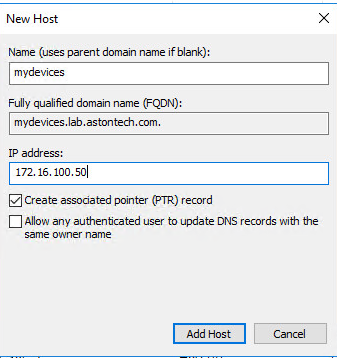 New Host
Name (uses parent domain name if blank):
mydevices
Fully qualified domain name (FQDN):
mydevices.lab.astontech.com.
IP address:
172.16.100.50
Create associated pointer (PTR) record
Allow any authenticated user to update DNS records with the
same owner name
Add Host
Cancel